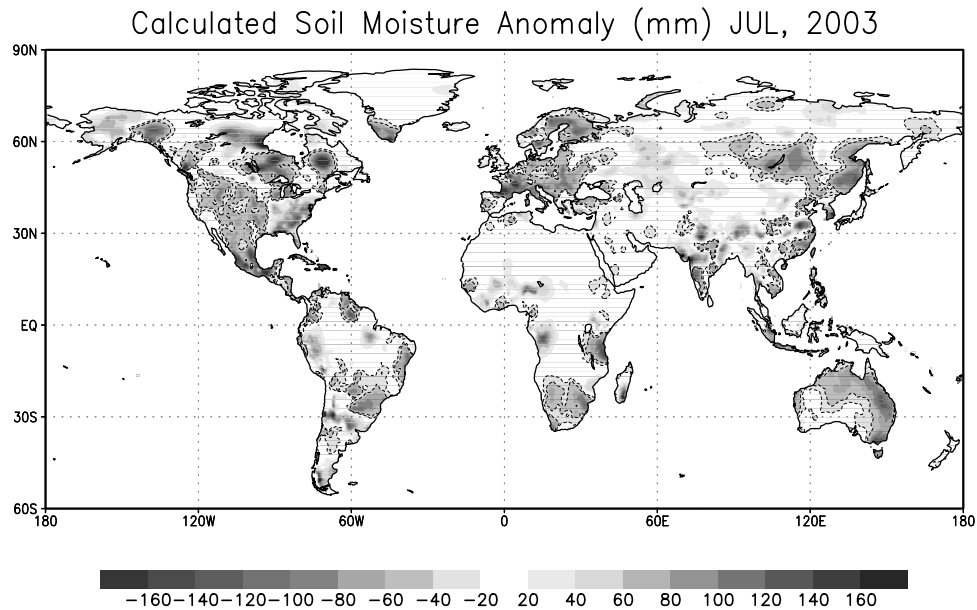 Calculated Soil Moisture Anomaly (mm) JUL, 2003
90N
60N
30N
EQ
30S
60S
180 120W 60W 0 60E 120E 180
−160 −140 −120 −100 −80 −60 −40 −20 20 40 60 80 100 120 140 160